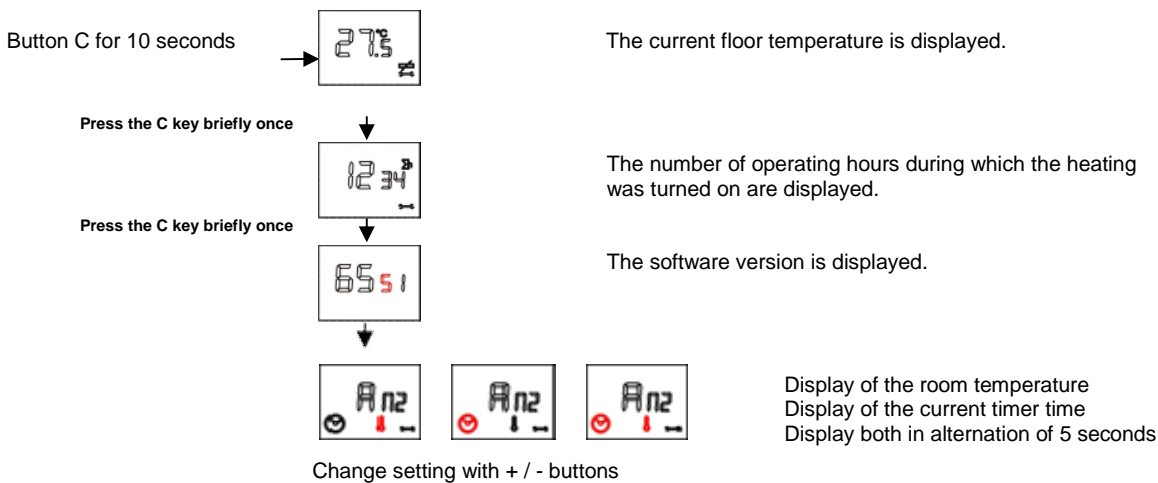 Button C for 10 seconds
27.5 °C
The current floor temperature is displayed.
Press the C key briefly once
1234 h
The number of operating hours during which the heating
was turned on are displayed.
Press the C key briefly once
6551
The software version is displayed.
Anz Anz Anz
Display of the room temperature
Display of the current timer time
Display both in alternation of 5 seconds
Change setting with + / - buttons